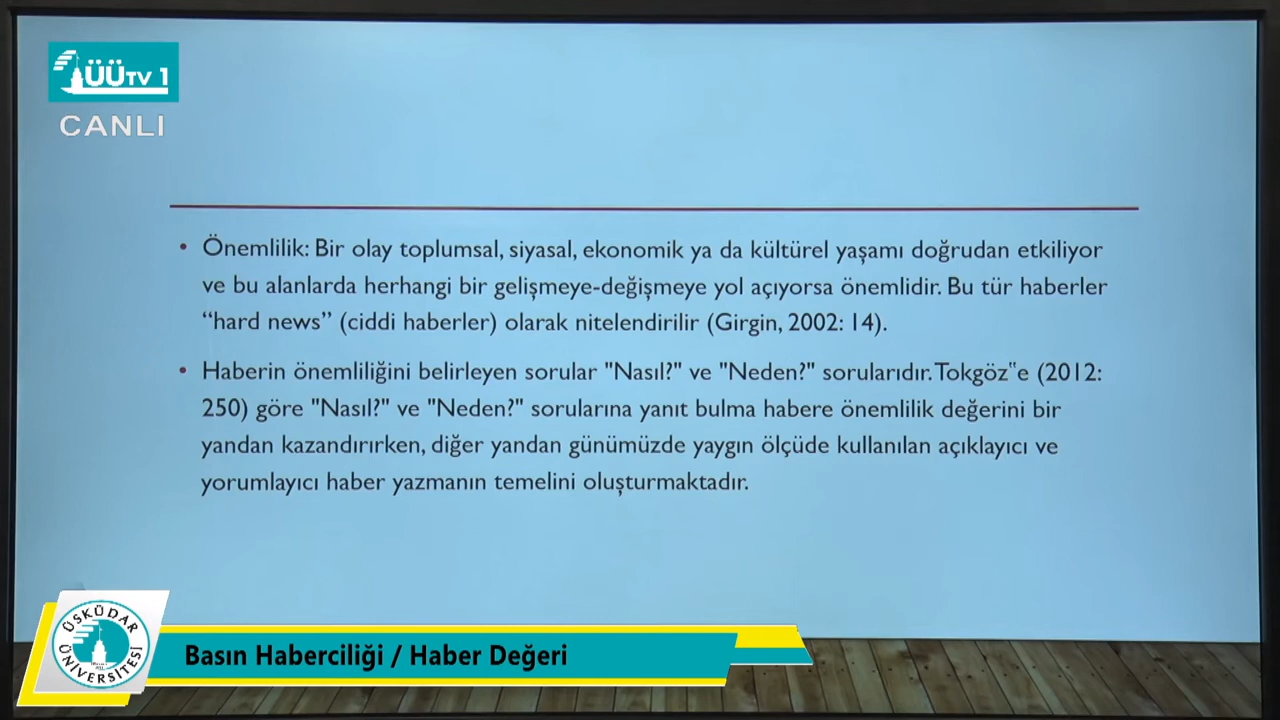 ÜÜTV 1
CANLI
• Önemlilik: Bir olay toplumsal, siyasal, ekonomik ya da kültürel yaşamı doğrudan etkiliyor
ve bu alanlarda herhangi bir gelişmeye-değişmeye yol açıyorsa önemlidir. Bu tür haberler
“hard news” (ciddi haberler) olarak nitelendirilir (Girgin, 2002: 14).
• Haberin önemliliğini belirleyen sorular "Nasıl?" ve "Neden?" sorularıdır. Tokgöz‟e (2012:
250) göre "Nasıl?" ve "Neden?" sorularına yanıt bulma habere önemlilik değerini bir
yandan kazandırırken, diğer yandan günümüzde yaygın ölçüde kullanılan açıklayıcı ve
yorumlayıcı haber yazmanın temelini oluşturmaktadır.
ÜSKÜDAR
ÜNİVERSİTESİ
Basın Haberciliği / Haber Değeri